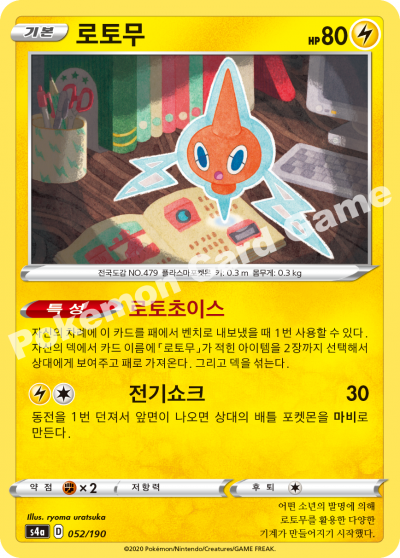 기본 로토무 HP 80
전국도감 NO.479 플라스마포켓몬 키: 0.3 m 몸무게: 0.3 kg
Pokémon Card Game
특성 로토초이스
자신의 차례에 이 카드를 패에서 벤치로 내보냈을 때 1번 사용할 수 있다.
자신의 덱에서 카드 이름에 「로토무」가 적힌 아이템을 2장까지 선택해서
상대에게 보여주고 패로 가져온다. 그리고 덱을 섞는다.
전기쇼크 30
동전을 1번 던져서 앞면이 나오면 상대의 배틀 포켓몬을 마비로
만든다.
약점 ×2 저항력 후퇴
Illus. ryoma uratsuka
s4a D 052/190
어떤 소년의 발명에 의해
로토무를 활용한 다양한
기계가 만들어지기 시작했다.
©2020 Pokémon/Nintendo/Creatures/GAME FREAK.